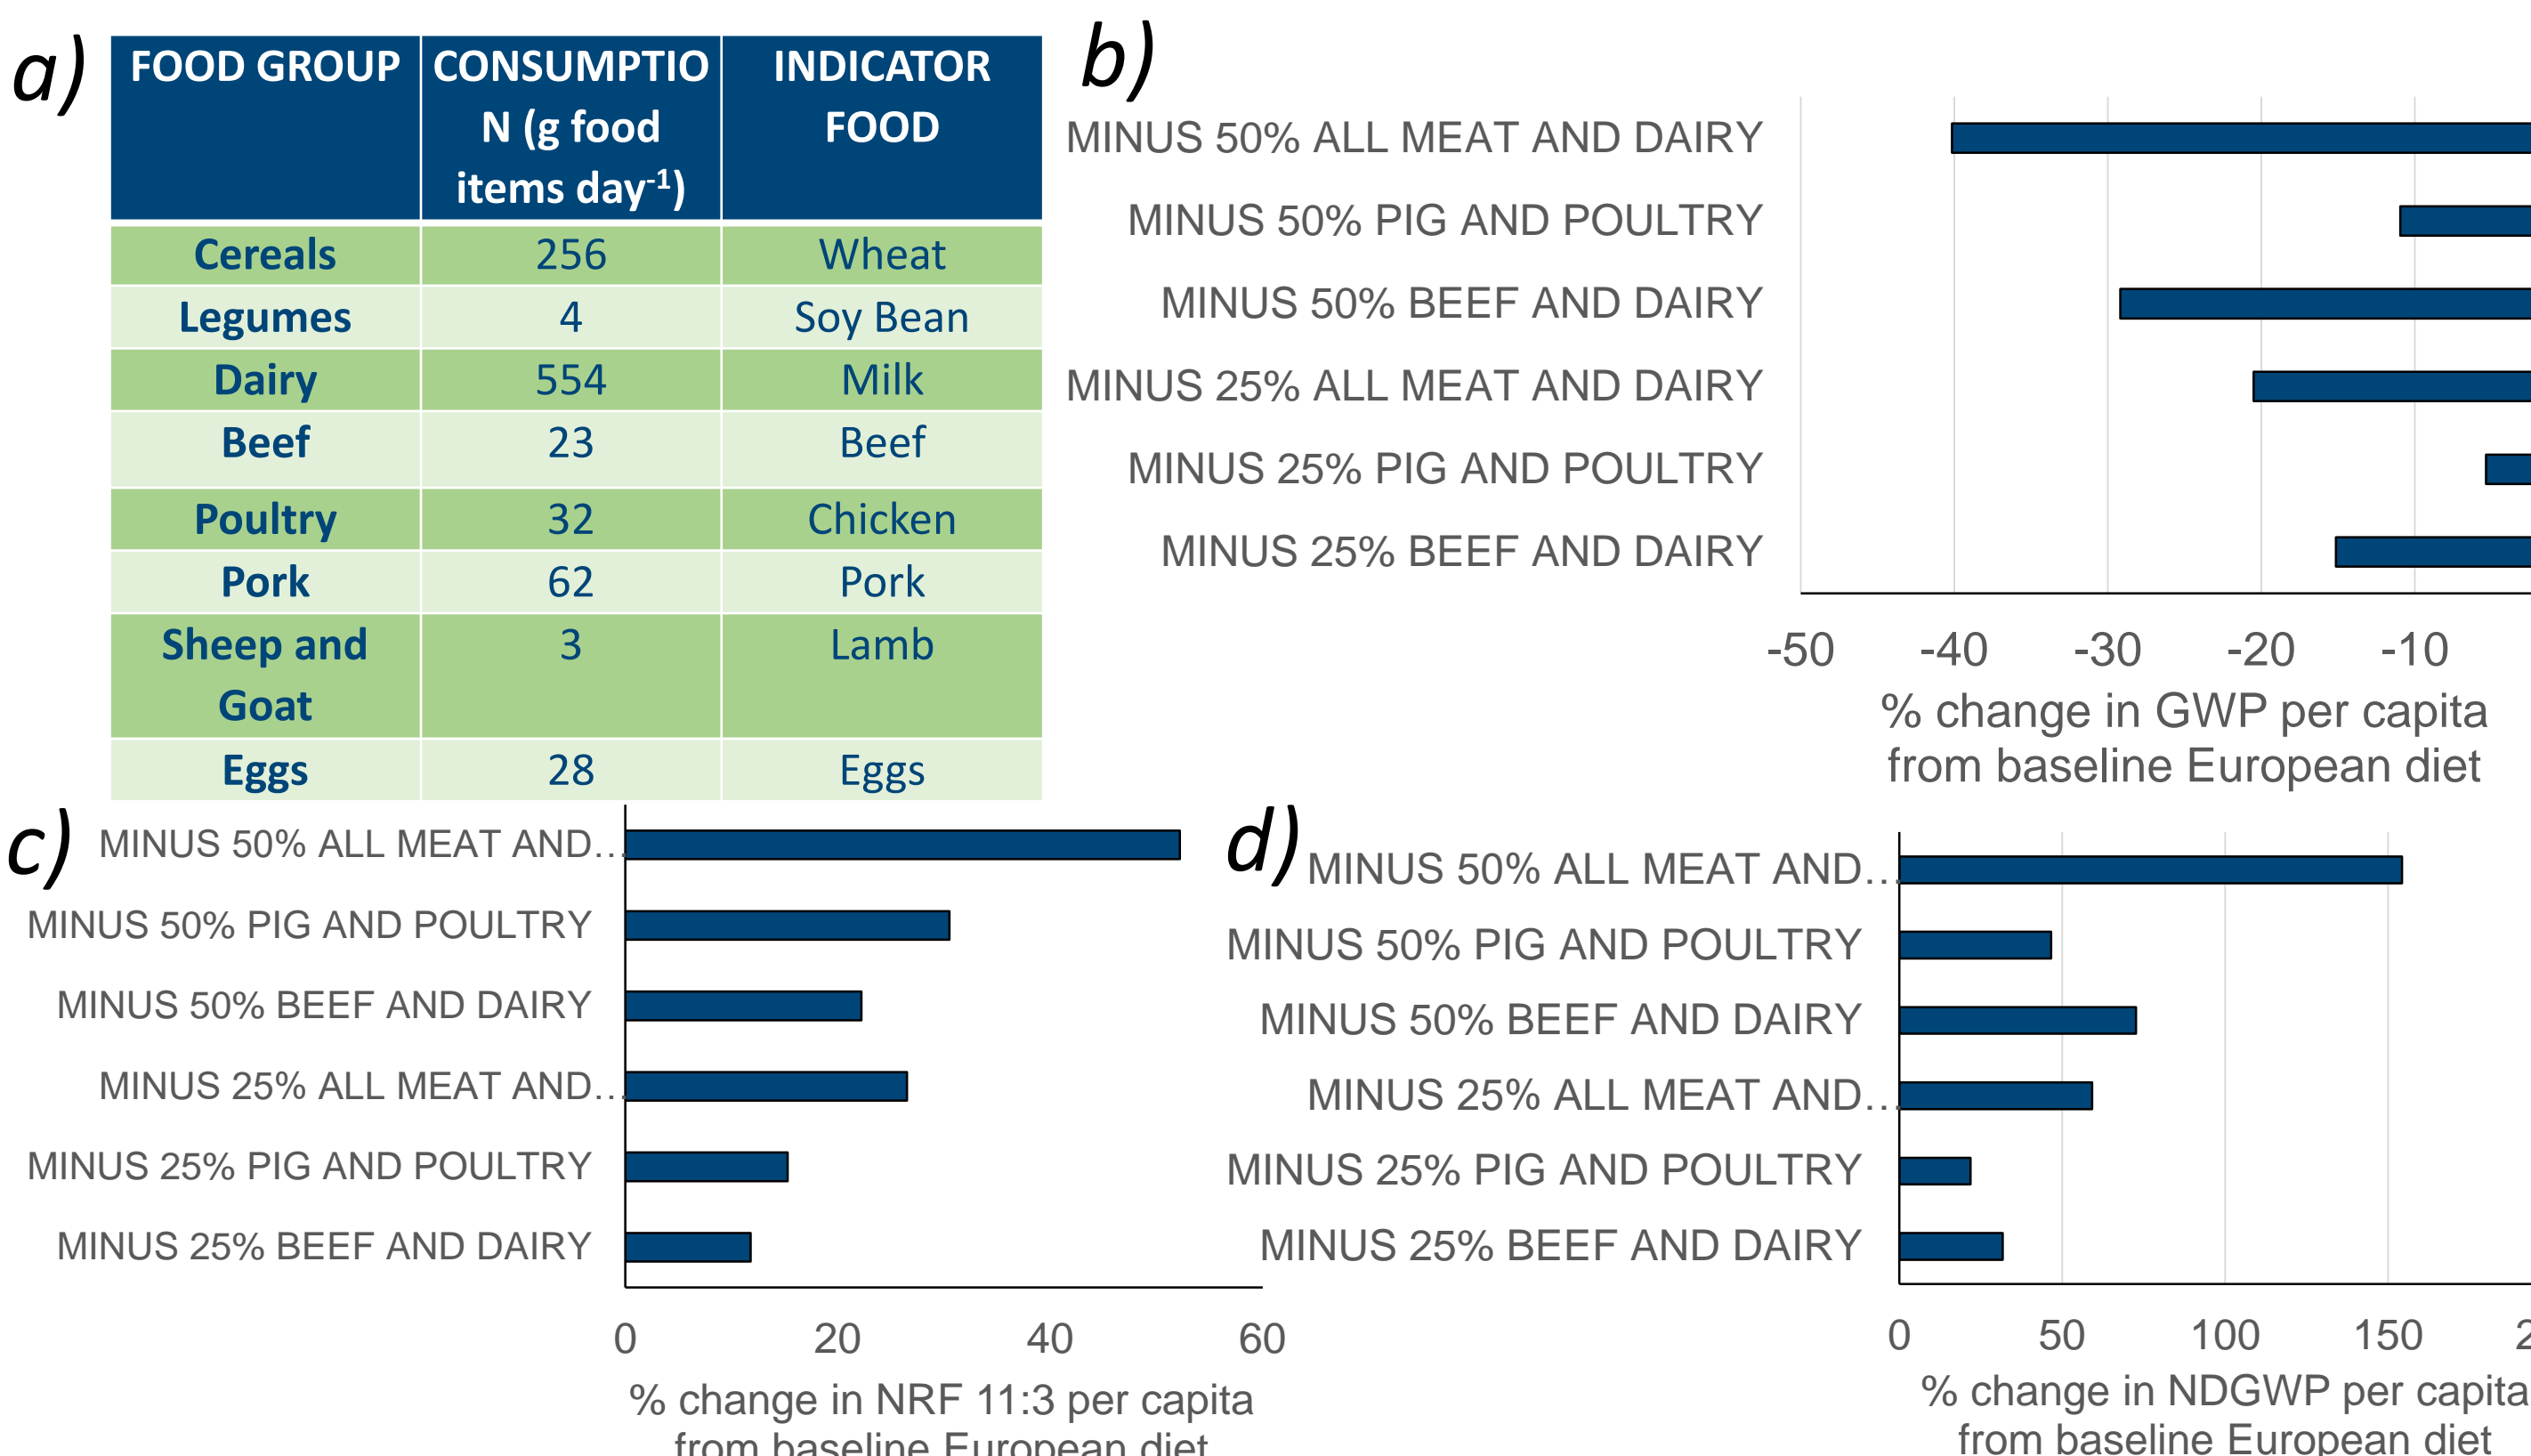 a)
FOOD GROUP CONSUMPTIO INDICATOR
N (g food FOOD
items day-1)
Cereals 256 Wheat
Legumes 4 Soy Bean
Dairy 554 Milk
Beef 23 Beef
Poultry 32 Chicken
Pork 62 Pork
Sheep and 3 Lamb
Goat
Eggs 28 Eggs
b)
MINUS 50% ALL MEAT AND DAIRY
MINUS 50% PIG AND POULTRY
MINUS 50% BEEF AND DAIRY
MINUS 25% ALL MEAT AND DAIRY
MINUS 25% PIG AND POULTRY
MINUS 25% BEEF AND DAIRY
-50 -40 -30 -20 -10
% change in GWP per capita
from baseline European diet
c)
MINUS 50% ALL MEAT AND…
MINUS 50% PIG AND POULTRY
MINUS 50% BEEF AND DAIRY
MINUS 25% ALL MEAT AND…
MINUS 25% PIG AND POULTRY
MINUS 25% BEEF AND DAIRY
0 20 40 60
% change in NRF 11:3 per capita
from baseline European diet
d)
MINUS 50% ALL MEAT AND…
MINUS 50% PIG AND POULTRY
MINUS 50% BEEF AND DAIRY
MINUS 25% ALL MEAT AND…
MINUS 25% PIG AND POULTRY
MINUS 25% BEEF AND DAIRY
0 50 100 150
% change in NDGWP per capita
from baseline European diet